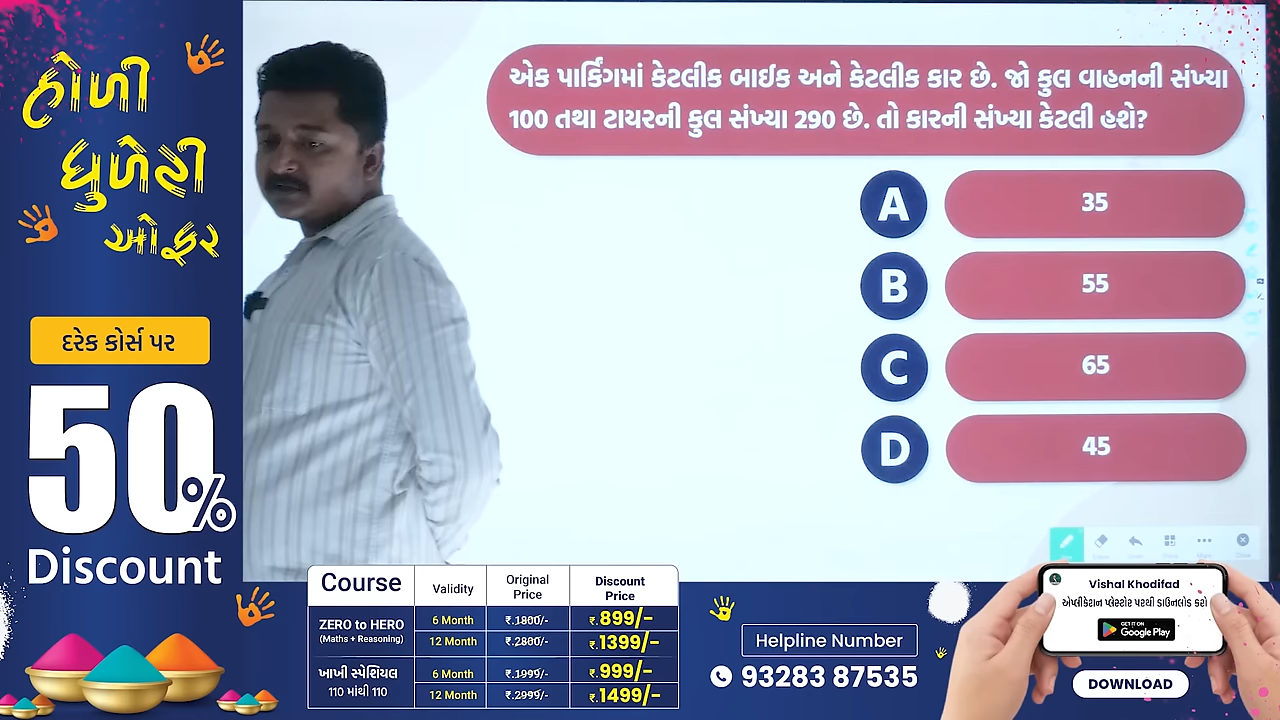 હોળી
ધુળેટી
ઓફર
દરેક કોર્સ પર
50%
Discount
એક પાર્કિંગમાં કેટલીક બાઈક અને કેટલીક કાર છે. જો કુલ વાહનની સંખ્યા
100 તથા ટાયરની કુલ સંખ્યા 290 છે. તો કારની સંખ્યા કેટલી હશે?
A 35
B 55
C 65
D 45
Course Validity Original Price Discount Price
ZERO to HERO (Maths + Reasoning)
6 Month ₹.1800/- ₹.899/-
12 Month ₹.2800/- ₹.1399/-
ખાખી સ્પેશિયલ 110 માંથી 110
6 Month ₹.1999/- ₹.999/-
12 Month ₹.2999/- ₹.1499/-
Helpline Number
93283 87535
Vishal Khodifad
એપ્લીકેશન પ્લેસ્ટોર પરથી ડાઉનલોડ કરો
GET IT ON
Google Play
DOWNLOAD